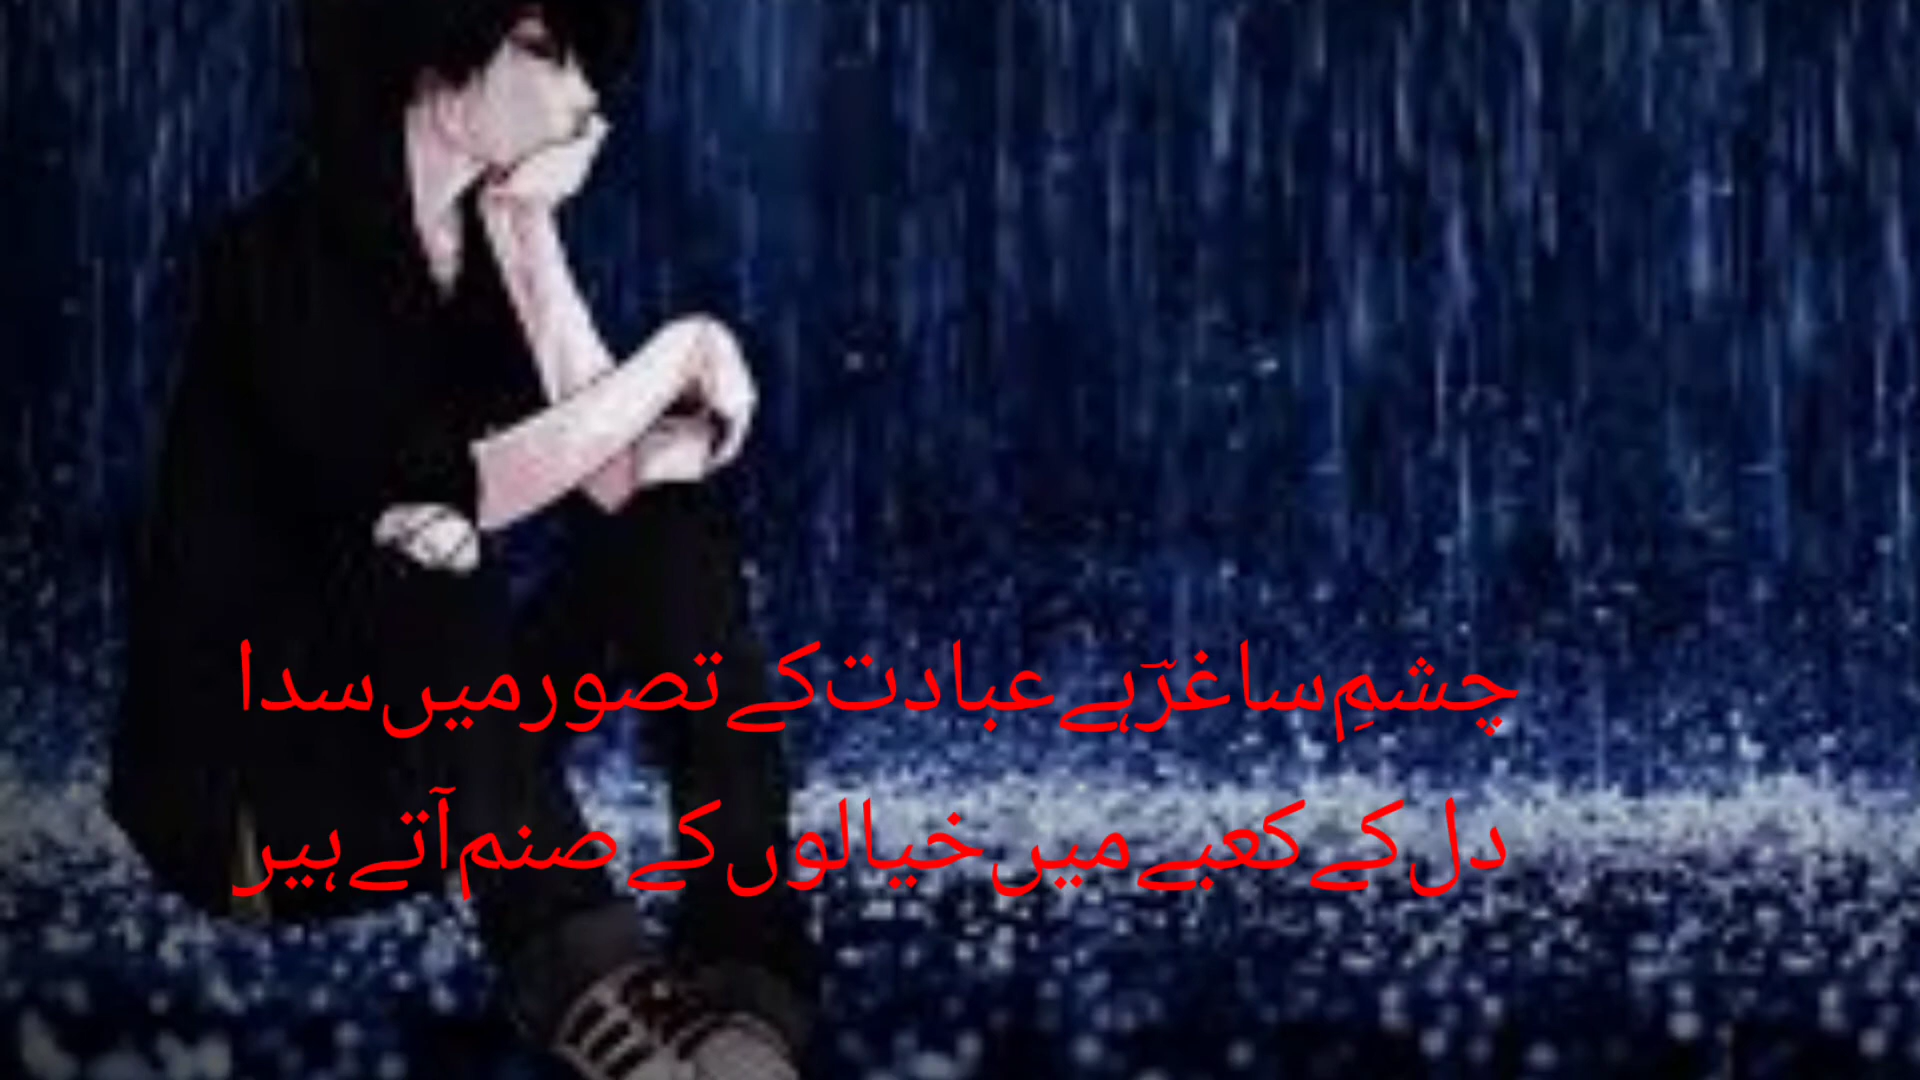 چشمِ ساغرؔ ہے عبادت کے تصور میں سدا
دل کے کعبے میں خیالوں کے صنم آتے ہیں